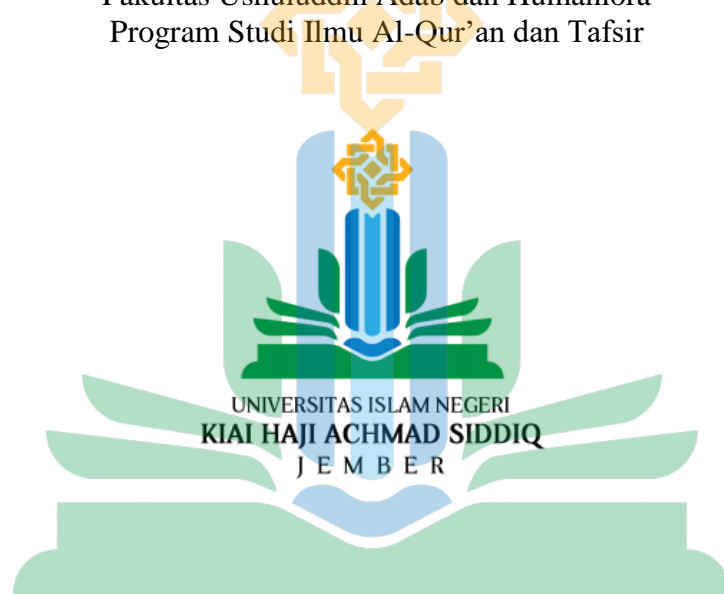 Fakultas Ushuluddin Adab dan Humaniora
Program Studi Ilmu Al-Qur’an dan Tafsir
UNIVERSITAS ISLAM NEGERI
KIAI HAJI ACHMAD SIDDIQ
JEMBER